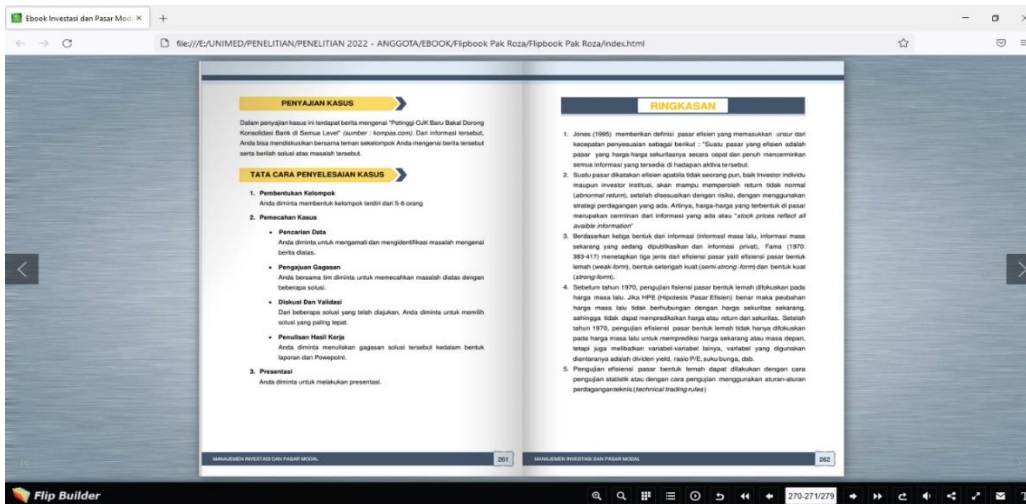 Ebook Investasi dan Pasar Mod
file:///E:/UNIMED/PENELITIAN/PENELITIAN 2022 - ANGGOTA/EBOOK/Flipbook Pak Roza/Flipbook Pak Roza/index.html
PENYAJIAN KASUS
Dalam penyajian kasus ini terdapat berita mengenai "Petinggi OJK Baru Bakal Dorong
Konsolidasi Bank di Semua Level" (sumber : kompas.com). Dari informasi tersebut,
Anda bisa mendiskusikan bersama teman sekelompok Anda mengenai berita tersebut
serta berilah solusi atas masalah tersebut.
TATA CARA PENYELESAIAN KASUS
1. Pembentukan Kelompok
Anda diminta membentuk kelompok terdiri dari 5-6 orang
2. Pemecahan Kasus
• Pencarian Data
Anda diminta untuk mengamati dan mengidentifikasi masalah mengenai
berita diatas.
• Pengajuan Gagasan
Anda bersama tim diminta untuk memecahkan masalah diatas dengan
beberapa solusi.
• Diskusi Dan Validasi
Dari beberapa solusi yang telah diajukan, Anda diminta untuk memilih
solusi yang paling tepat.
• Penulisan Hasil Kerja
Anda diminta menuliskan gagasan solusi tersebut kedalam bentuk
laporan dan Powepoint.
3. Presentasi
Anda diminta untuk melakukan presentasi.
MANAJEMEN INVESTASI DAN PASAR MODAL
261
RINGKASAN
1. Jones (1995) memberikan definisi pasar efisien yang memasukkan unsur dari
kecepatan penyesuaian sebagai berikut : "Suatu pasar yang efisien adalah
pasar yang harga-harga sekuritasnya secara cepat dan penuh mencerminkan
semua informasi yang tersedia di hadapan aktiva tersebut.
2. Suatu pasar dikatakan efisien apabila tidak seorang pun, baik investor individu
maupun investor institusi, akan mampu memperoleh return tidak normal
(abnormal return), setelah disesuaikan dengan risiko, dengan menggunakan
strategi perdagangan yang ada. Artinya, harga-harga yang terbentuk di pasar
merupakan cerminan dari informasi yang ada atau "stock prices reflect all
avaible information"
3. Berdasarkan ketiga bentuk dari informasi (informasi masa lalu, informasi masa
sekarang yang sedang dipublikasikan dan informasi privat), Fama (1970:
383-417) menetapkan tiga jenis dari efisiensi pasar yaiti efisiensi pasar bentuk
lemah (weak-form), bentuk setengah kuat (semi-strong-form) dan bentuk kuat
(strong-form).
4. Sebelum tahun 1970, pengujian fisiensi pasar bentuk lemah difokuskan pada
harga masa lalu. Jika HPE (Hipotesis Pasar Efisien) benar maka peubahan
harga masa lalu tidak berhubungan dengan harga sekuritas sekarang,
sehingga tidak dapat memprediksikan harga atau return dari sekuritas. Setelah
tahun 1970, pengujian efisiensi pasar bentuk lemah tidak hanya difokuskan
pada harga masa lalu untuk memprediksi harga sekarang atau masa depan,
tetapi juga melibatkan variabel-variabel lainya, variabel yang digunakan
diantaranya adalah dividen yield, rasio P/E, suku bunga, dsb.
5. Pengujian efisiensi pasar bentuk lemah dapat dilakukan dengan cara
pengujian statistik atau dengan cara pengujian menggunakan aturan-aturan
perdaganganteknis (technical trading rules)
MANAJEMEN INVESTASI DAN PASAR MODAL
262
Flip Builder
270-271/279